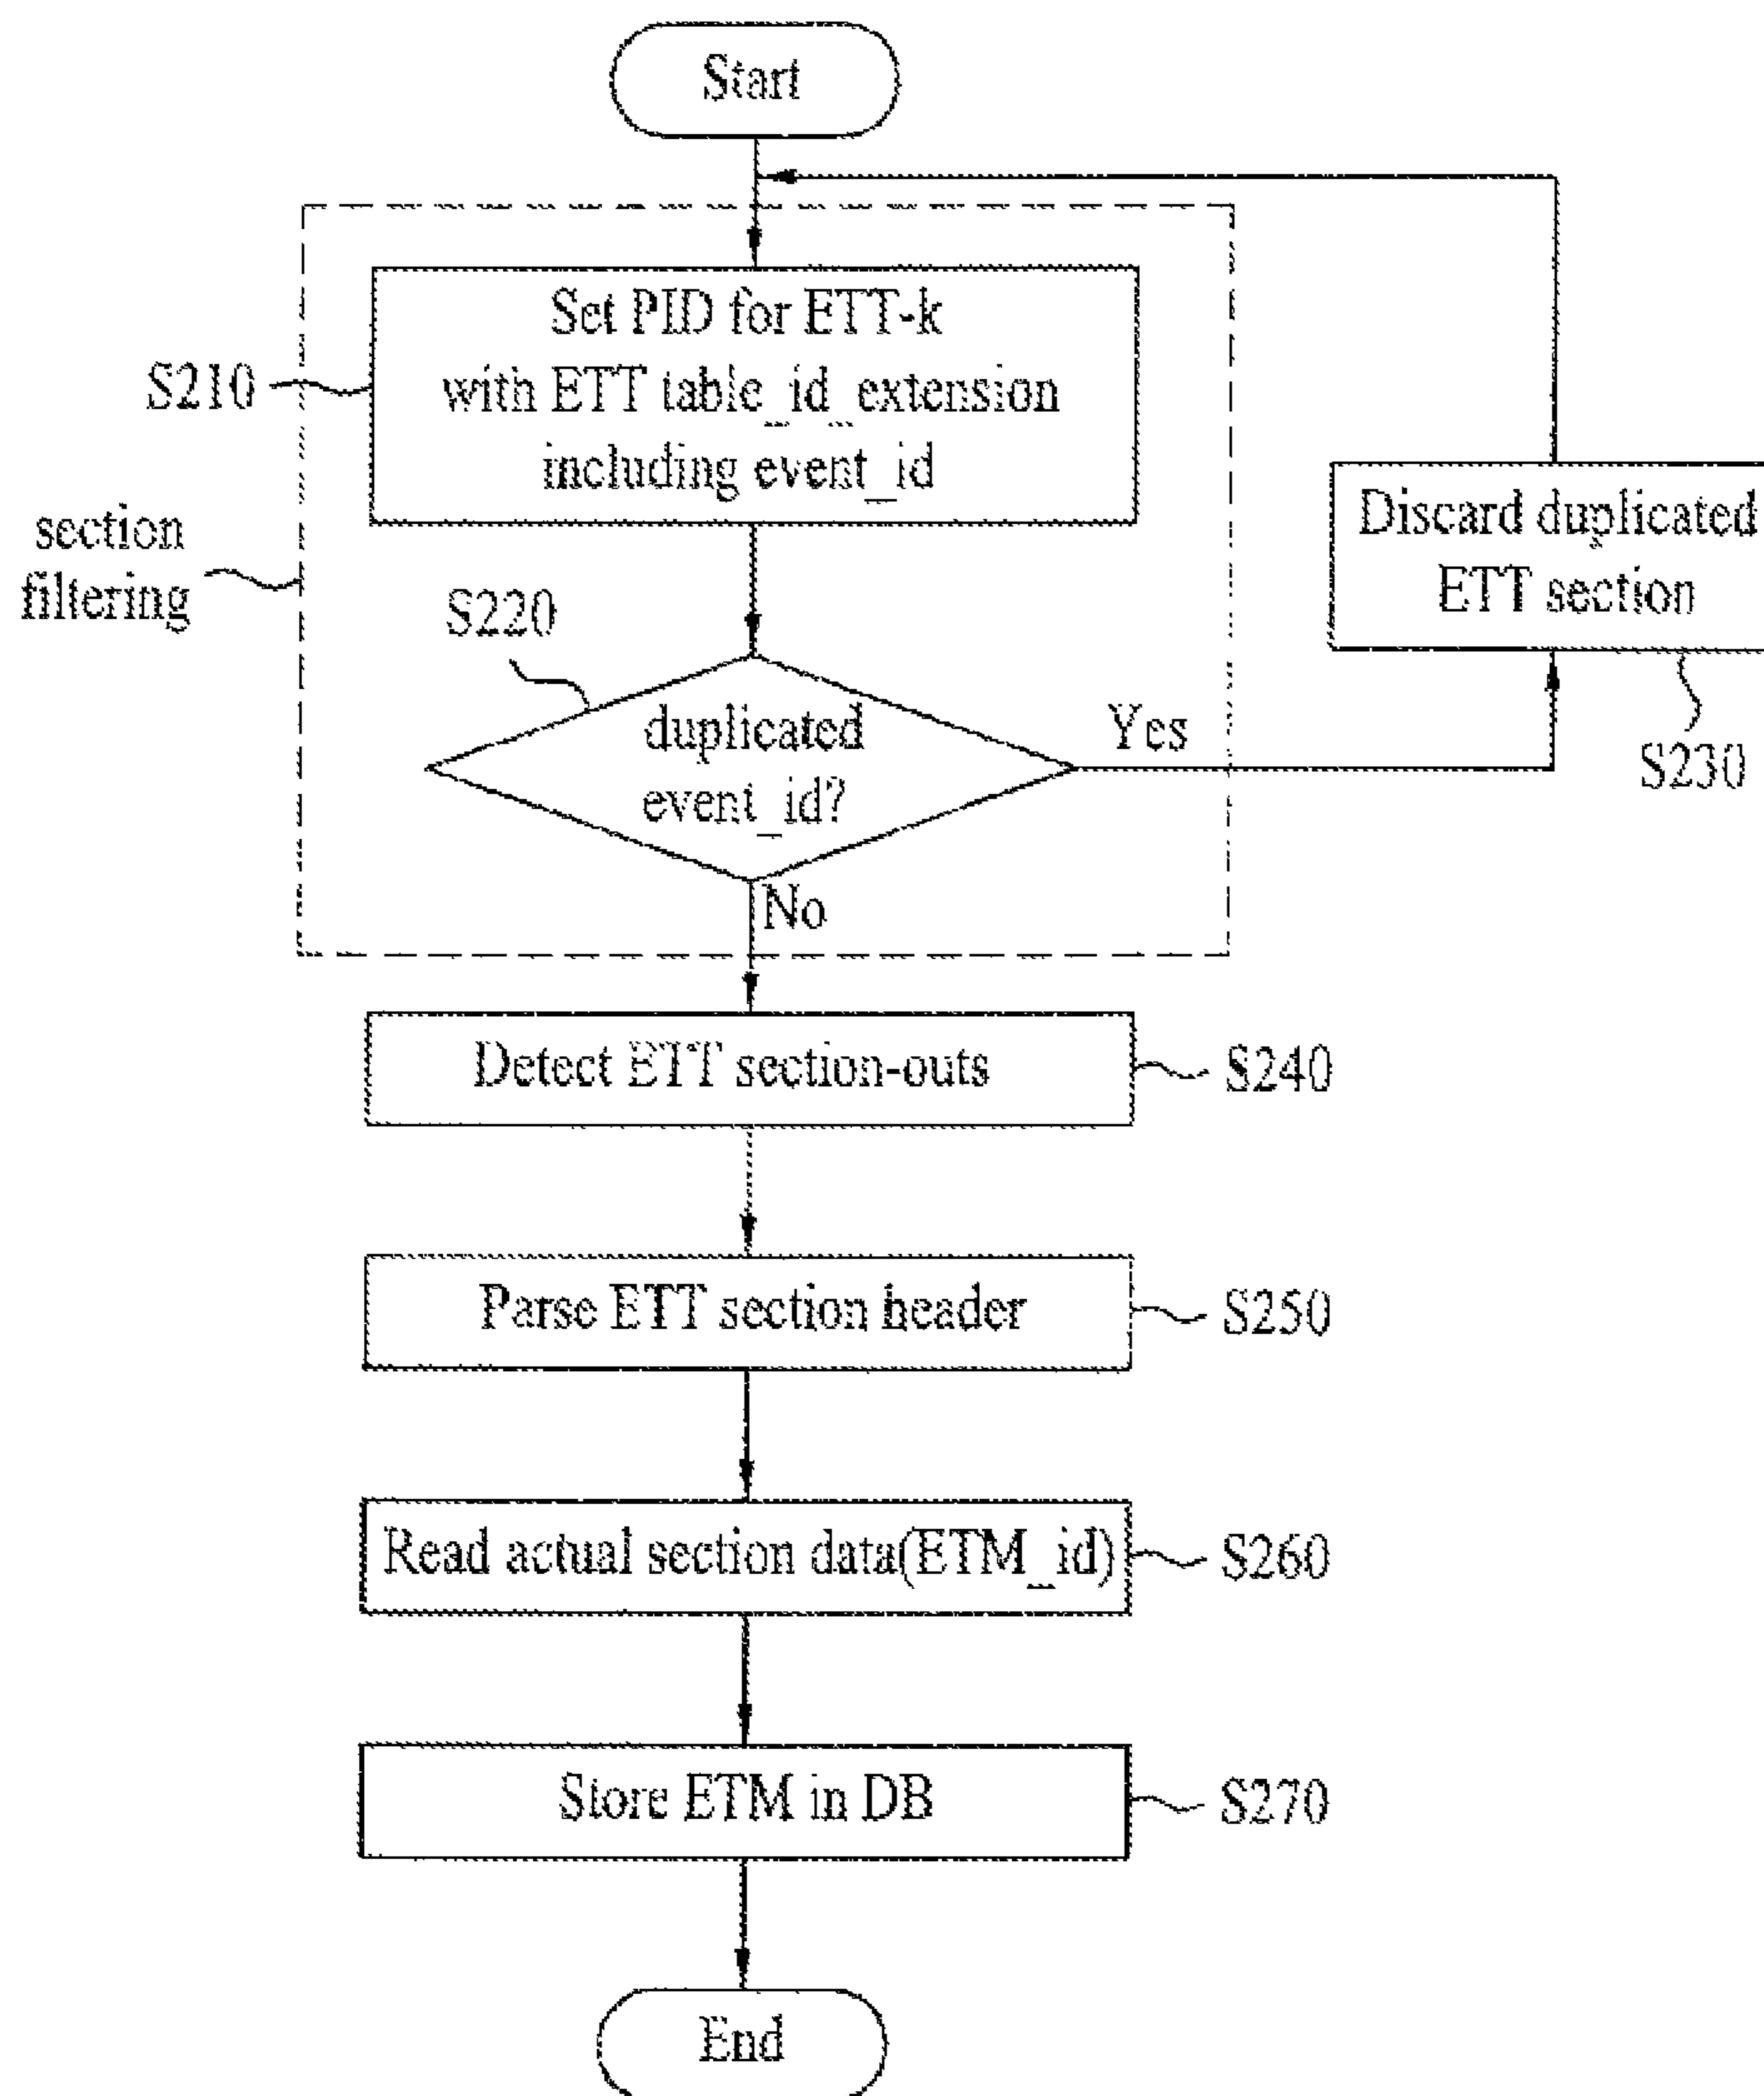 Start
Set PID for ETT-k
with ETT table_id_extension
including event_id
S210
section
filtering
Discard duplicated
ETT section
S230
S220
duplicated
event_id?
Yes
No
Detect ETT section-outs
S240
Parse ETT section header
S250
Read actual section data(ETM_id)
S260
Store ETM in DB
S270
End